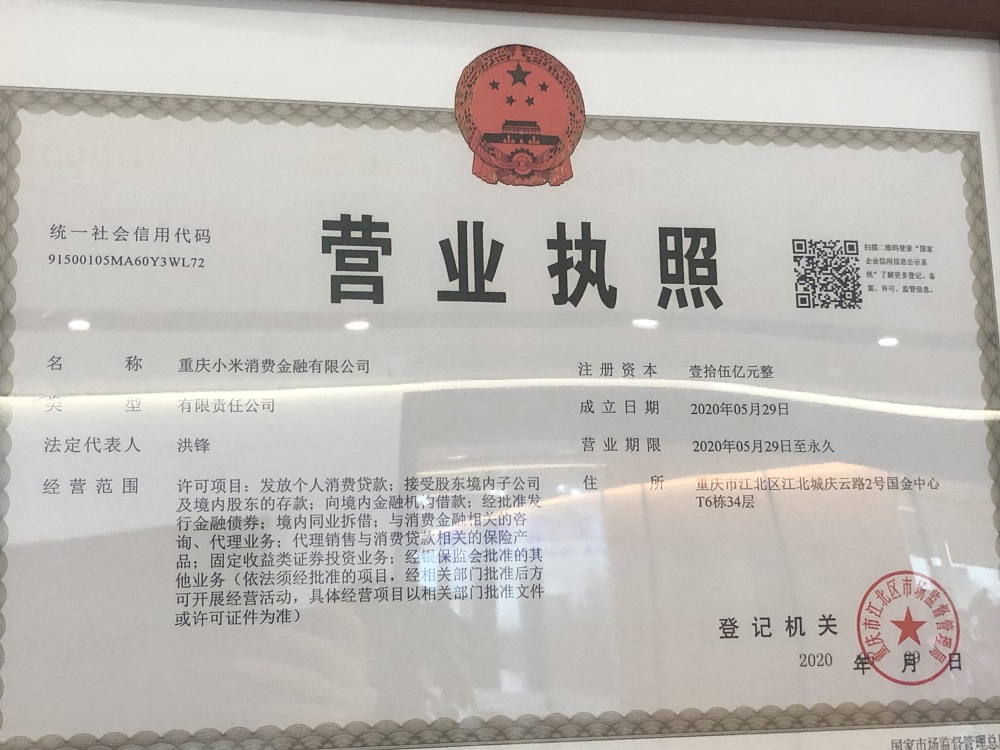 营业执照
统一社会信用代码
91500105MA60Y3WL72
扫描二维码登录“国家
企业信用信息公示系
统”了解更多登记、备
案、许可、监管信息。
名称 重庆小米消费金融有限公司
类型 有限责任公司
法定代表人 洪锋
经营范围 许可项目：发放个人消费贷款；接受股东境内子公司
及境内股东的存款；向境内金融机构借款；经批准发
行金融债券；境内同业拆借；与消费金融相关的咨
询、代理业务；代理销售与消费贷款相关的保险产
品；固定收益类证券投资业务；经银保监会批准的其
他业务（依法须经批准的项目，经相关部门批准后方
可开展经营活动，具体经营项目以相关部门批准文件
或许可证件为准）
注册资本 壹拾伍亿元整
成立日期 2020年05月29日
营业期限 2020年05月29日至永久
住所 重庆市江北区江北城庆云路2号国金中心
T6栋34层
登记机关
重庆市江北区市场监督管理局
2020 年 月 29 日
国家市场监督管理总